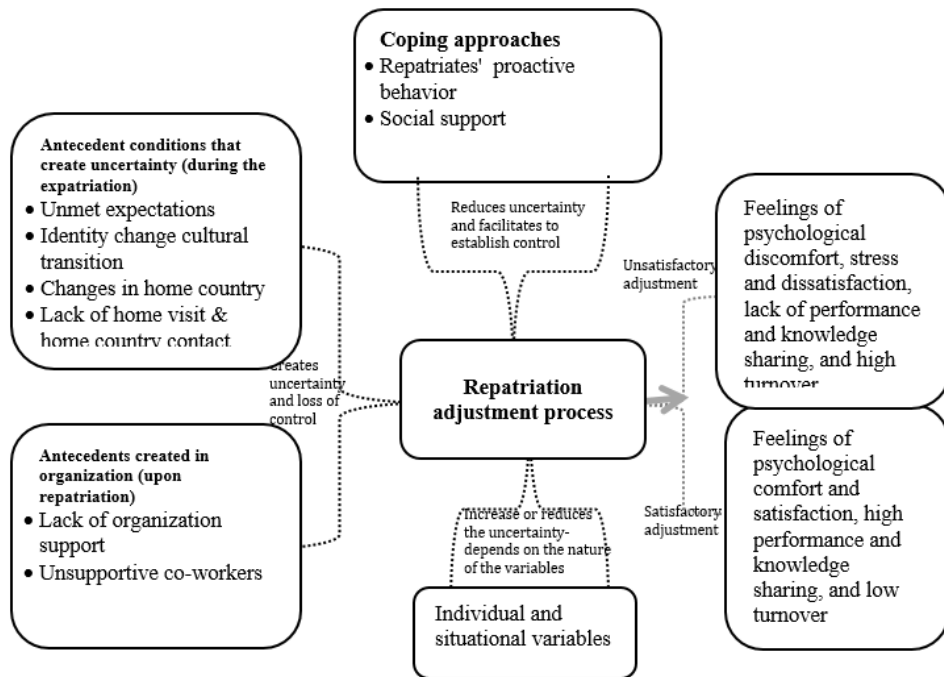 Coping approaches
• Repatriates' proactive
behavior
• Social support
Antecedent conditions that
create uncertainty (during the
expatriation)
• Unmet expectations
• Identity change cultural
transition
• Changes in home country
• Lack of home visit &
home country contact
Reduces uncertainty
and facilitates to
establish control
Unsatisfactory
adjustment
Feelings of
psychological
discomfort, stress
and dissatisfaction,
lack of performance
and knowledge
sharing, and high
turnover
Creates
uncertainty
and loss of
control
Repatriation
adjustment process
Antecedents created in
organization (upon
repatriation)
• Lack of organization
support
• Unsupportive co-workers
Increase or reduces
the uncertainty-
depends on the nature
of the variables
Satisfactory
adjustment
Feelings of
psychological
comfort and
satisfaction, high
performance and
knowledge
sharing, and low
turnover
Individual and
situational variables